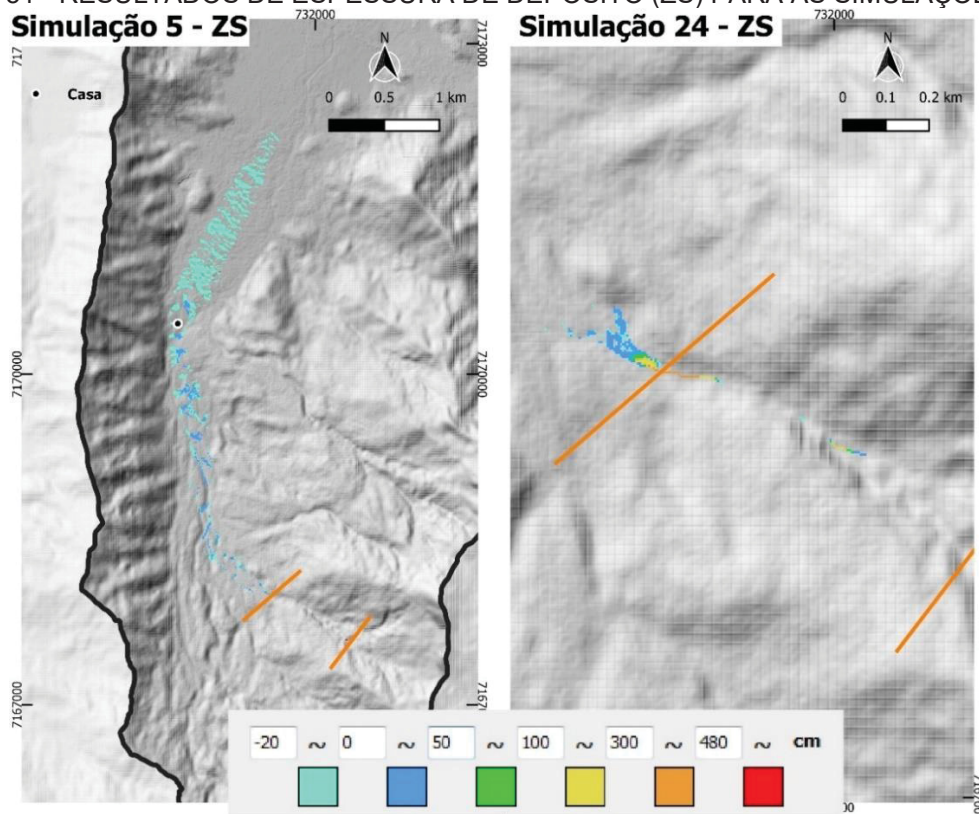 RESULTADOS DE ESPESSURA DE DEPÓSITO (ZS) PARA AS
732000
732000
Simulação 5 - ZS
Simulação 24 - ZS
7173000
N
N
Casa
0 0.5 1 km
0 0.1 0.2 km
7170000
7170000
7167000
-20 ~ 0 ~ 50 ~ 100 ~ 300 ~ 480 ~ cm